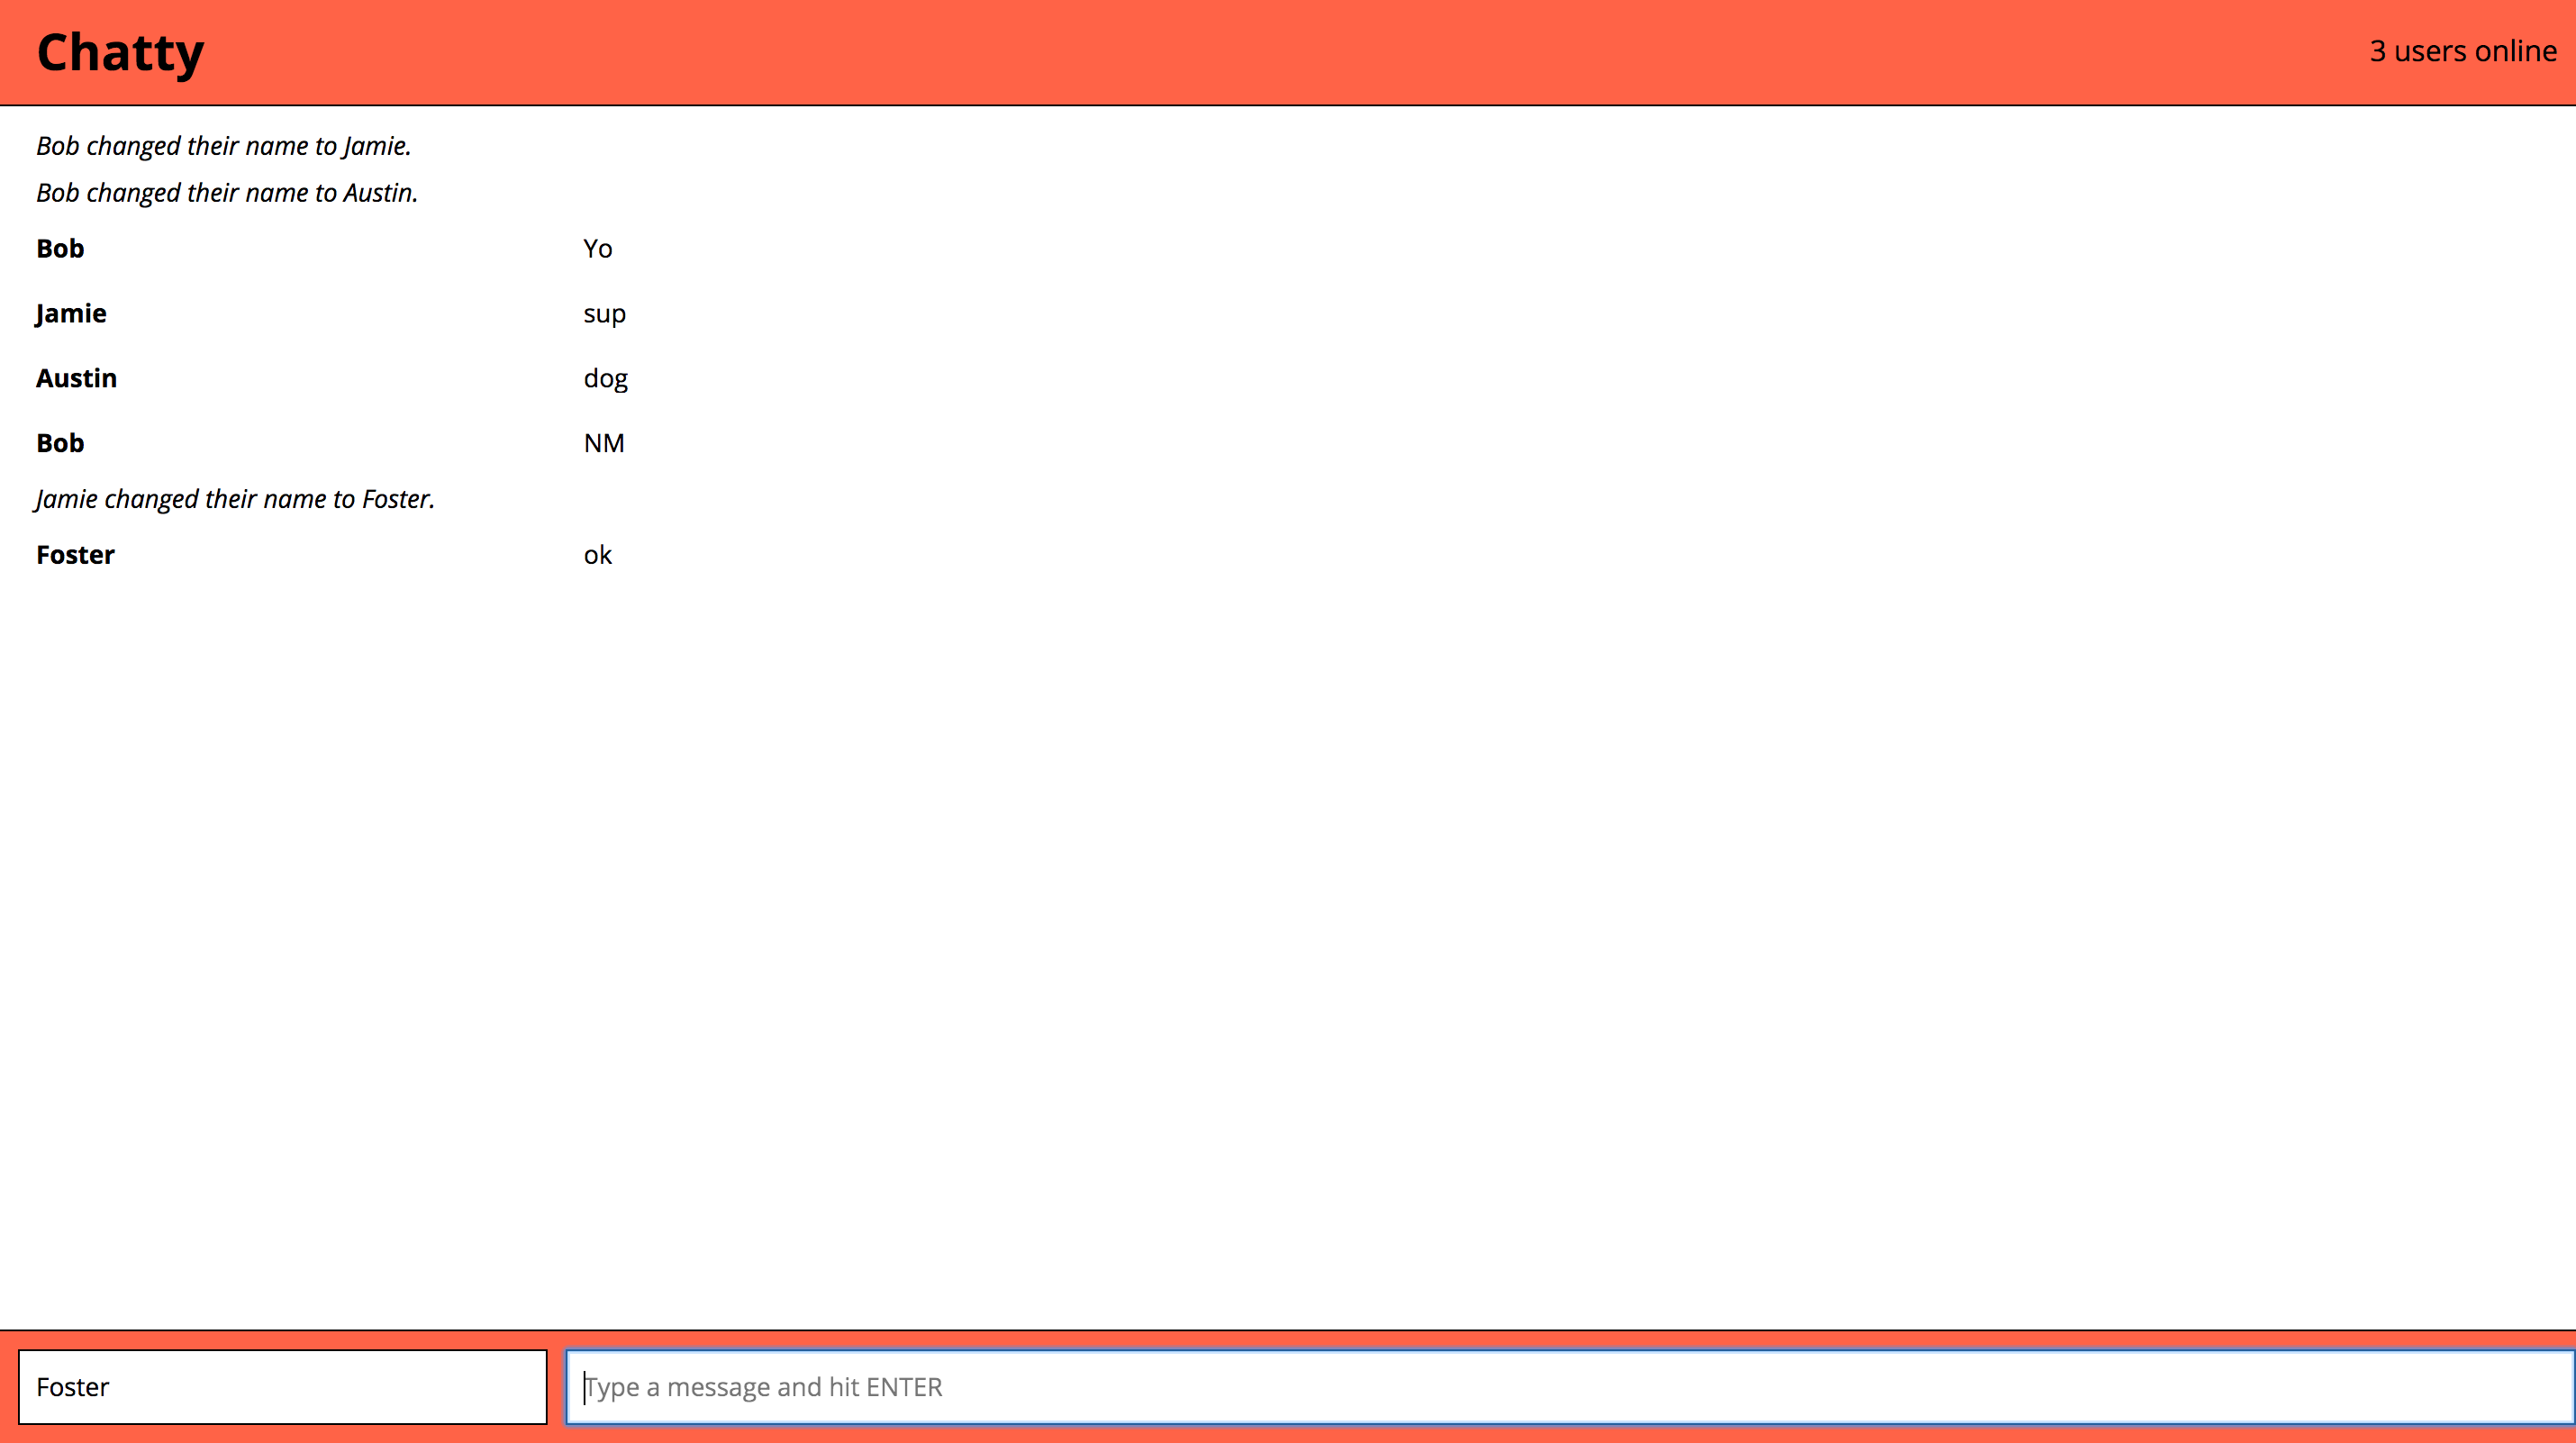 Chatty
3 users online
Bob changed their name to Jamie.
Bob changed their name to Austin.
Bob Yo
Jamie sup
Austin dog
Bob NM
Jamie changed their name to Foster.
Foster ok
Foster
Type a message and hit ENTER